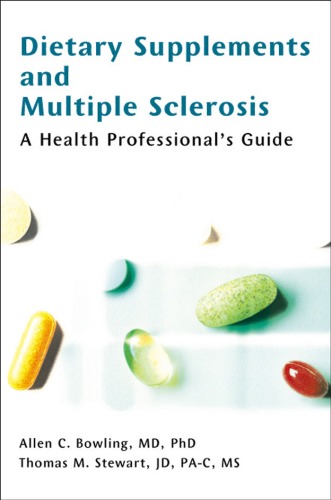 Dietary Supplements
and
Multiple Sclerosis
A Health Professional's Guide
Allen C. Bowling, MD, PhD
Thomas M. Stewart, JD, PA-C, MS